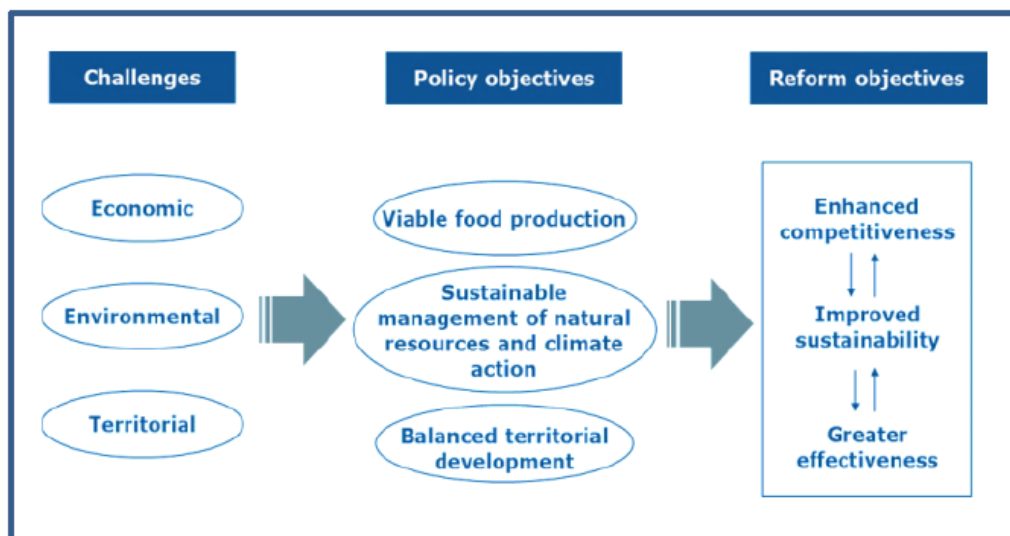 Challenges
Policy objectives
Reform objectives
Economic
Environmental
Territorial
Viable food production
Sustainable
management of natural
resources and climate
action
Balanced territorial
development
Enhanced
competitiveness
Improved
sustainability
Greater
effectiveness